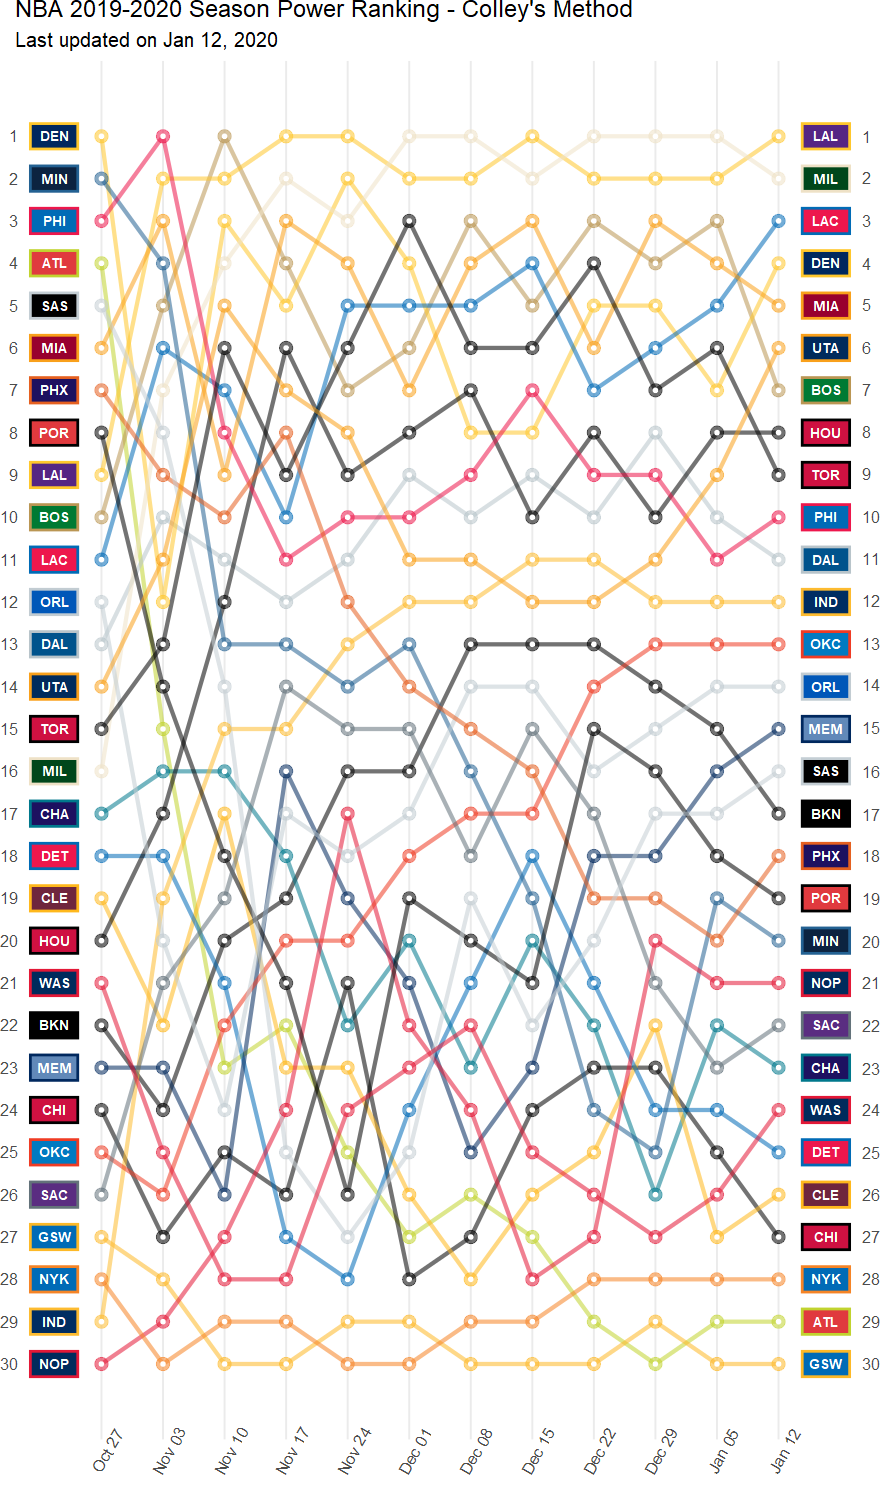 NBA 2019-2020 Season Power Ranking - Colley's Method
Last updated on Jan 12, 2020
1 DEN LAL 1
2 MIN MIL 2
3 PHI LAC 3
4 ATL DEN 4
5 SAS MIA 5
6 MIA UTA 6
7 PHX BOS 7
8 POR HOU 8
9 LAL TOR 9
10 BOS PHI 10
11 LAC DAL 11
12 ORL IND 12
13 DAL OKC 13
14 UTA ORL 14
15 TOR MEM 15
16 MIL SAS 16
17 CHA BKN 17
18 DET PHX 18
19 CLE POR 19
20 HOU MIN 20
21 WAS NOP 21
22 BKN SAC 22
23 MEM CHA 23
24 CHI WAS 24
25 OKC DET 25
26 SAC CLE 26
27 GSW CHI 27
28 NYK NYK 28
29 IND ATL 29
30 NOP GSW 30
Oct 27 Nov 03 Nov 10 Nov 17 Nov 24 Dec 01 Dec 08 Dec 15 Dec 22 Dec 29 Jan 05 Jan 12